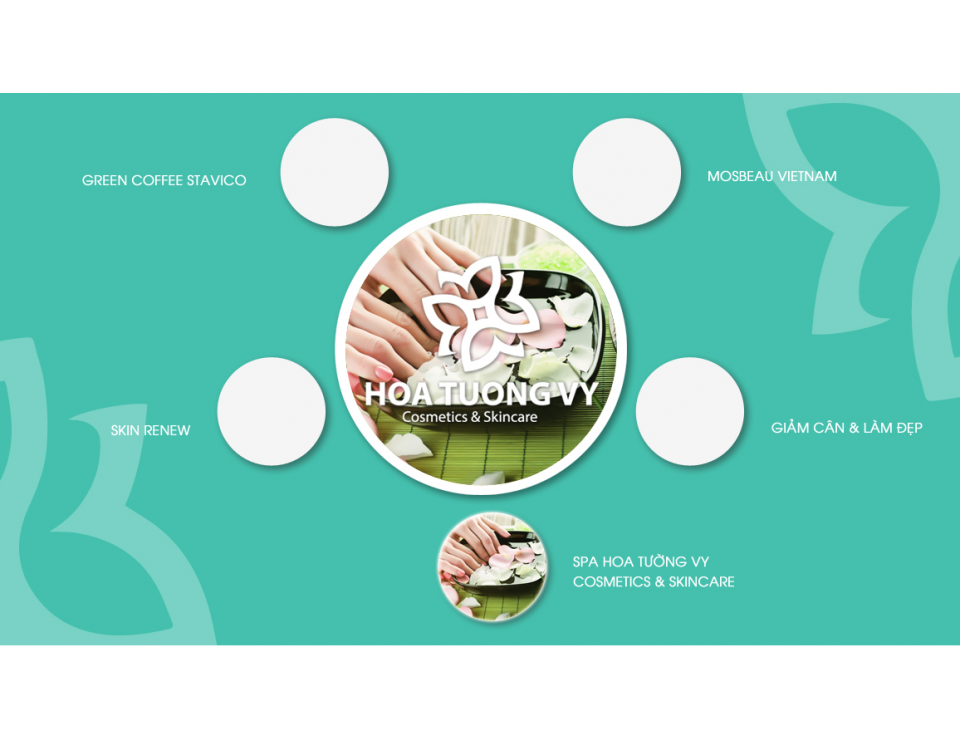 GREEN COFFEE STAVICO
MOSBEAU VIETNAM
HOA TUONG VY
Cosmetics & Skincare
SKIN RENEW
GIẢM CÂN & LÀM ĐẸP
SPA HOA TƯỜNG VY
COSMETICS & SKINCARE